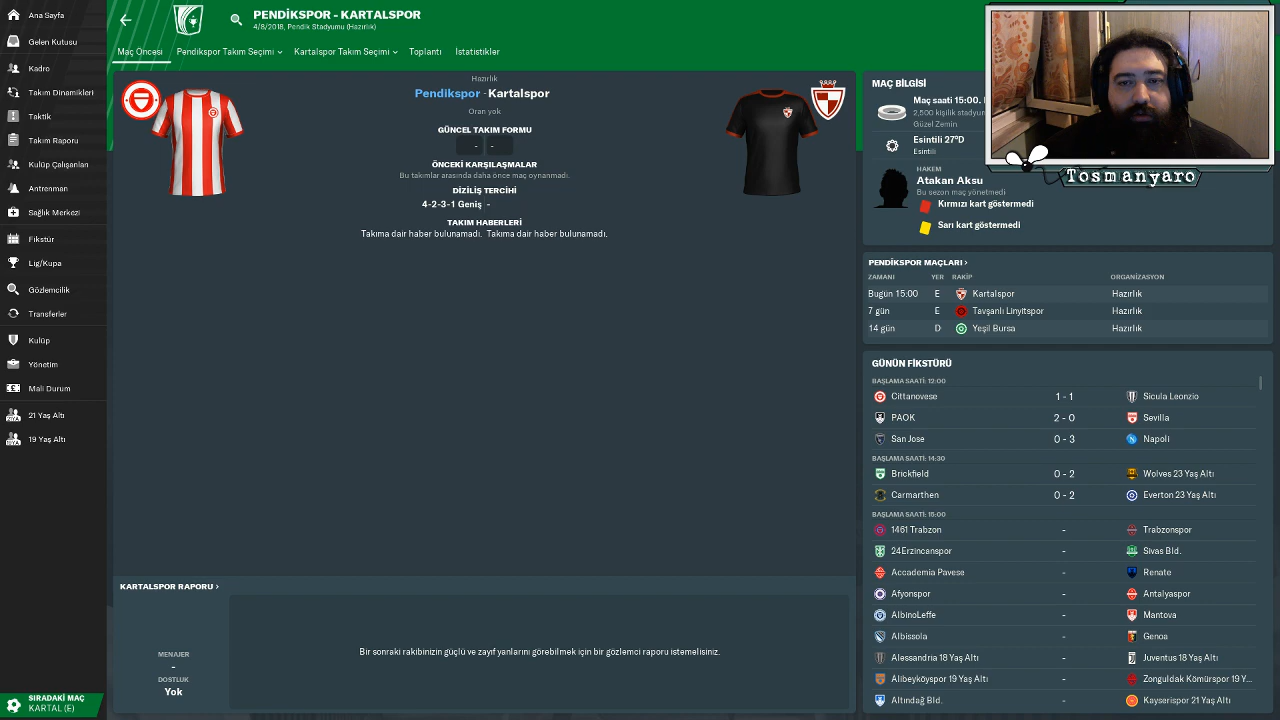 Ana Sayfa
Gelen Kutusu
Kadro
Takım Dinamikleri
Taktik
Takım Raporu
Kulüp Çalışanları
Antrenman
Sağlık Merkezi
Fikstür
Lig/Kupa
Gözlemcilik
Transferler
Kulüp
Yönetim
Mali Durum
21 Yaş Altı
19 Yaş Altı
SIRADAKİ MAÇ
KARTAL (E)
PENDİKSPOR - KARTALSPOR
4/8/2018, Pendik Stadyumu (Hazırlık)
Maç Öncesi
Pendikspor Takım Seçimi
Kartalspor Takım Seçimi
Toplantı
İstatistikler
Hazırlık
Pendikspor - Kartalspor
Oran yok
GÜNCEL TAKIM FORMU
- -
ÖNCEKİ KARŞILAŞMALAR
Bu takımlar arasında daha önce maç oynanmadı.
DİZİLİŞ TERCİHİ
4-2-3-1 Geniş -
TAKIM HABERLERİ
Takıma dair haber bulunamadı. Takıma dair haber bulunamadı.
KARTALSPOR RAPORU >
MENAJER
-
DOSTLUK
Yok
Bir sonraki rakibinizin güçlü ve zayıf yanlarını görebilmek için bir gözlemci raporu istemelisiniz.
MAÇ BİLGİSİ
Maç saati 15:00.
2,500 kişilik stadyum
Güzel Zemin
Esintili 27°D
Esintili
HAKEM
Atakan Aksu
Bu sezon maç yönetmedi
Kırmızı kart göstermedi
Sarı kart göstermedi
Tosmanyaro
PENDİKSPOR MAÇLARI >
ZAMANI YER RAKİP ORGANİZASYON
Bugün 15:00 E Kartalspor Hazırlık
7 gün E Tavşanlı Linyitspor Hazırlık
14 gün D Yeşil Bursa Hazırlık
GÜNÜN FİKSTÜRÜ
BAŞLAMA SAATİ: 12:00
Cittanovese 1 - 1 Sicula Leonzio
PAOK 2 - 0 Sevilla
San Jose 0 - 3 Napoli
BAŞLAMA SAATİ: 14:30
Brickfield 0 - 2 Wolves 23 Yaş Altı
Carmarthen 0 - 2 Everton 23 Yaş Altı
BAŞLAMA SAATİ: 15:00
1461 Trabzon - Trabzonspor
24Erzincanspor - Sivas Bld.
Accademia Pavese - Renate
Afyonspor - Antalyaspor
AlbinoLeffe - Mantova
Albissola - Genoa
Alessandria 18 Yaş Altı - Juventus 18 Yaş Altı
Alibeyköyspor 19 Yaş Altı - Zonguldak Kömürspor 19 Y...
Altındağ Bld. - Kayserispor 21 Yaş Altı